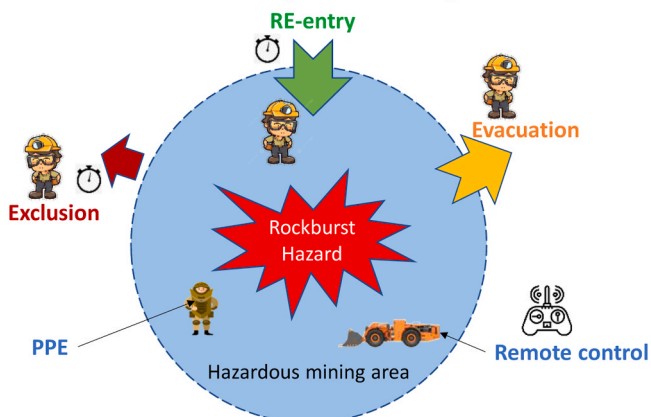 RE-entry
Evacuation
Exclusion
Rockburst
Hazard
PPE
Remote control
Hazardous mining area